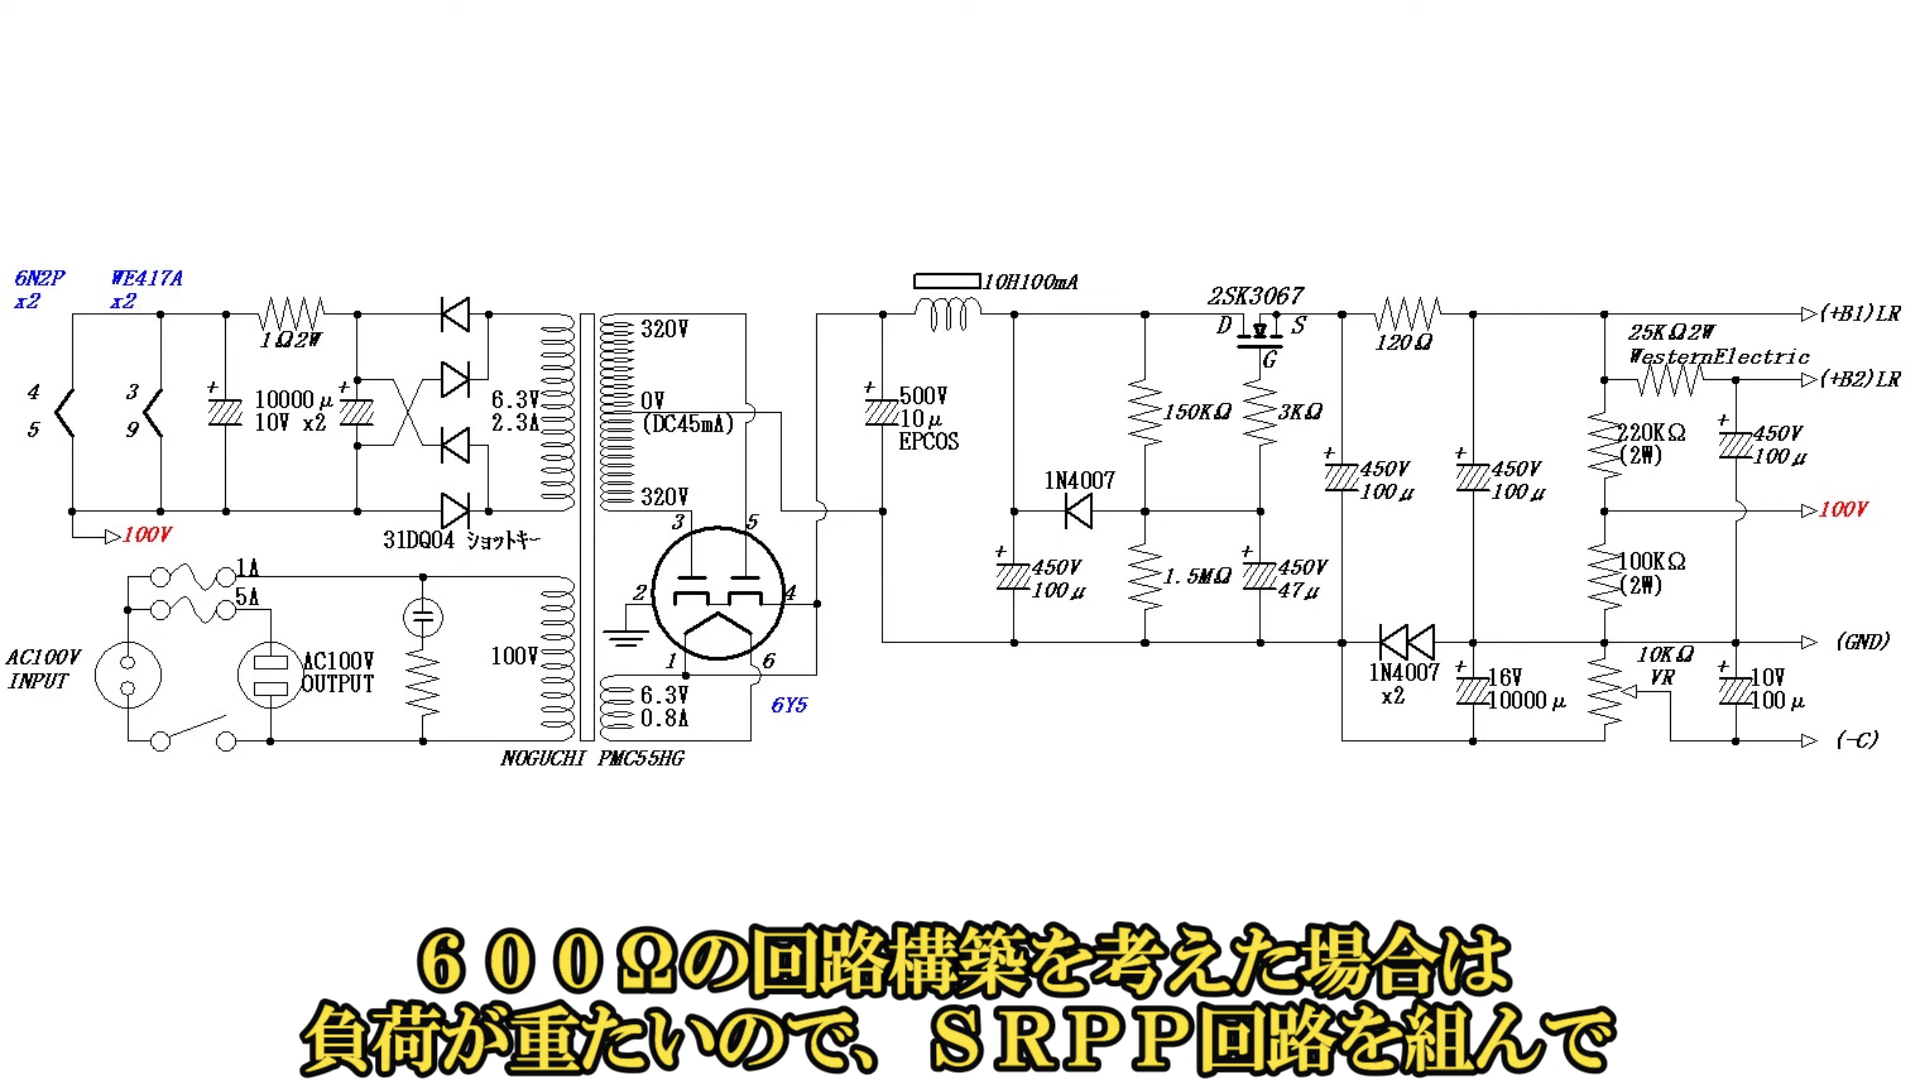 6N2P
x2
WE417A
x2
4
5
3
9
+
10000μ
10V x2
1Ω2W
+
6.3V
2.3A
100V
31DQ04 ショットキー
320V
0V
(DC45mA)
320V
1A
5A
AC100V
INPUT
AC100V
OUTPUT
100V
NOGUCHI PMC55HG
3
5
2
4
1
6
6.3V
0.8A
6Y5
+
500V
10μ
EPCOS
10H100mA
1N4007
+
450V
100μ
150KΩ
1.5MΩ
2SK3067
D
S
G
3KΩ
+
450V
47μ
+
450V
100μ
120Ω
+
450V
100μ
1N4007
x2
+
16V
10000μ
25KΩ2W
WesternElectric
220KΩ
(2W)
100KΩ
(2W)
10KΩ
VR
+
450V
100μ
+
10V
100μ
(+B1)LR
(+B2)LR
100V
(GND)
(-C)
６００Ωの回路構築を考えた場合は
負荷が重たいので、ＳＲＰＰ回路を組んで